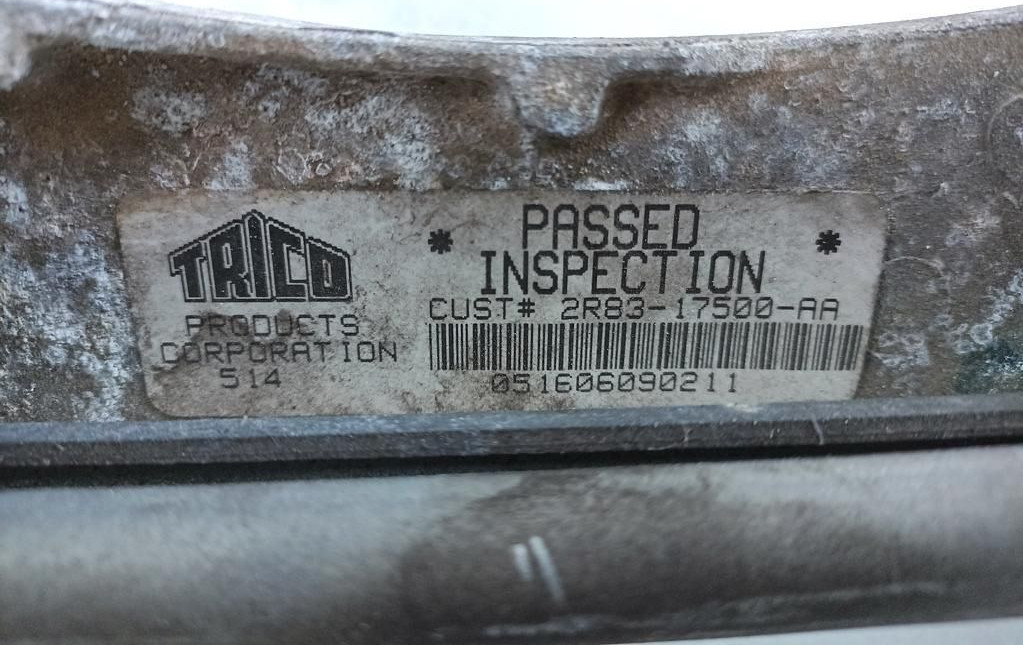 TRICO
PRODUCTS
CORPORATION
514
* PASSED *
INSPECTION
CUST# 2R83-17500-AA
051606090211